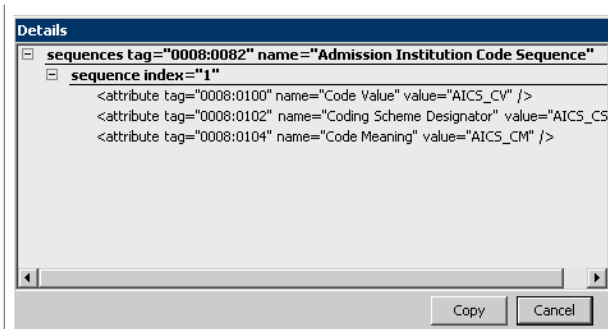 Details
sequences tag="0008:0082" name="Admission Institution Code Sequence"
sequence index="1"
<attribute tag="0008:0100" name="Code Value" value="AICS_CV" />
<attribute tag="0008:0102" name="Coding Scheme Designator" value="AICS_CS
<attribute tag="0008:0104" name="Code Meaning" value="AICS_CM" />
Copy Cancel